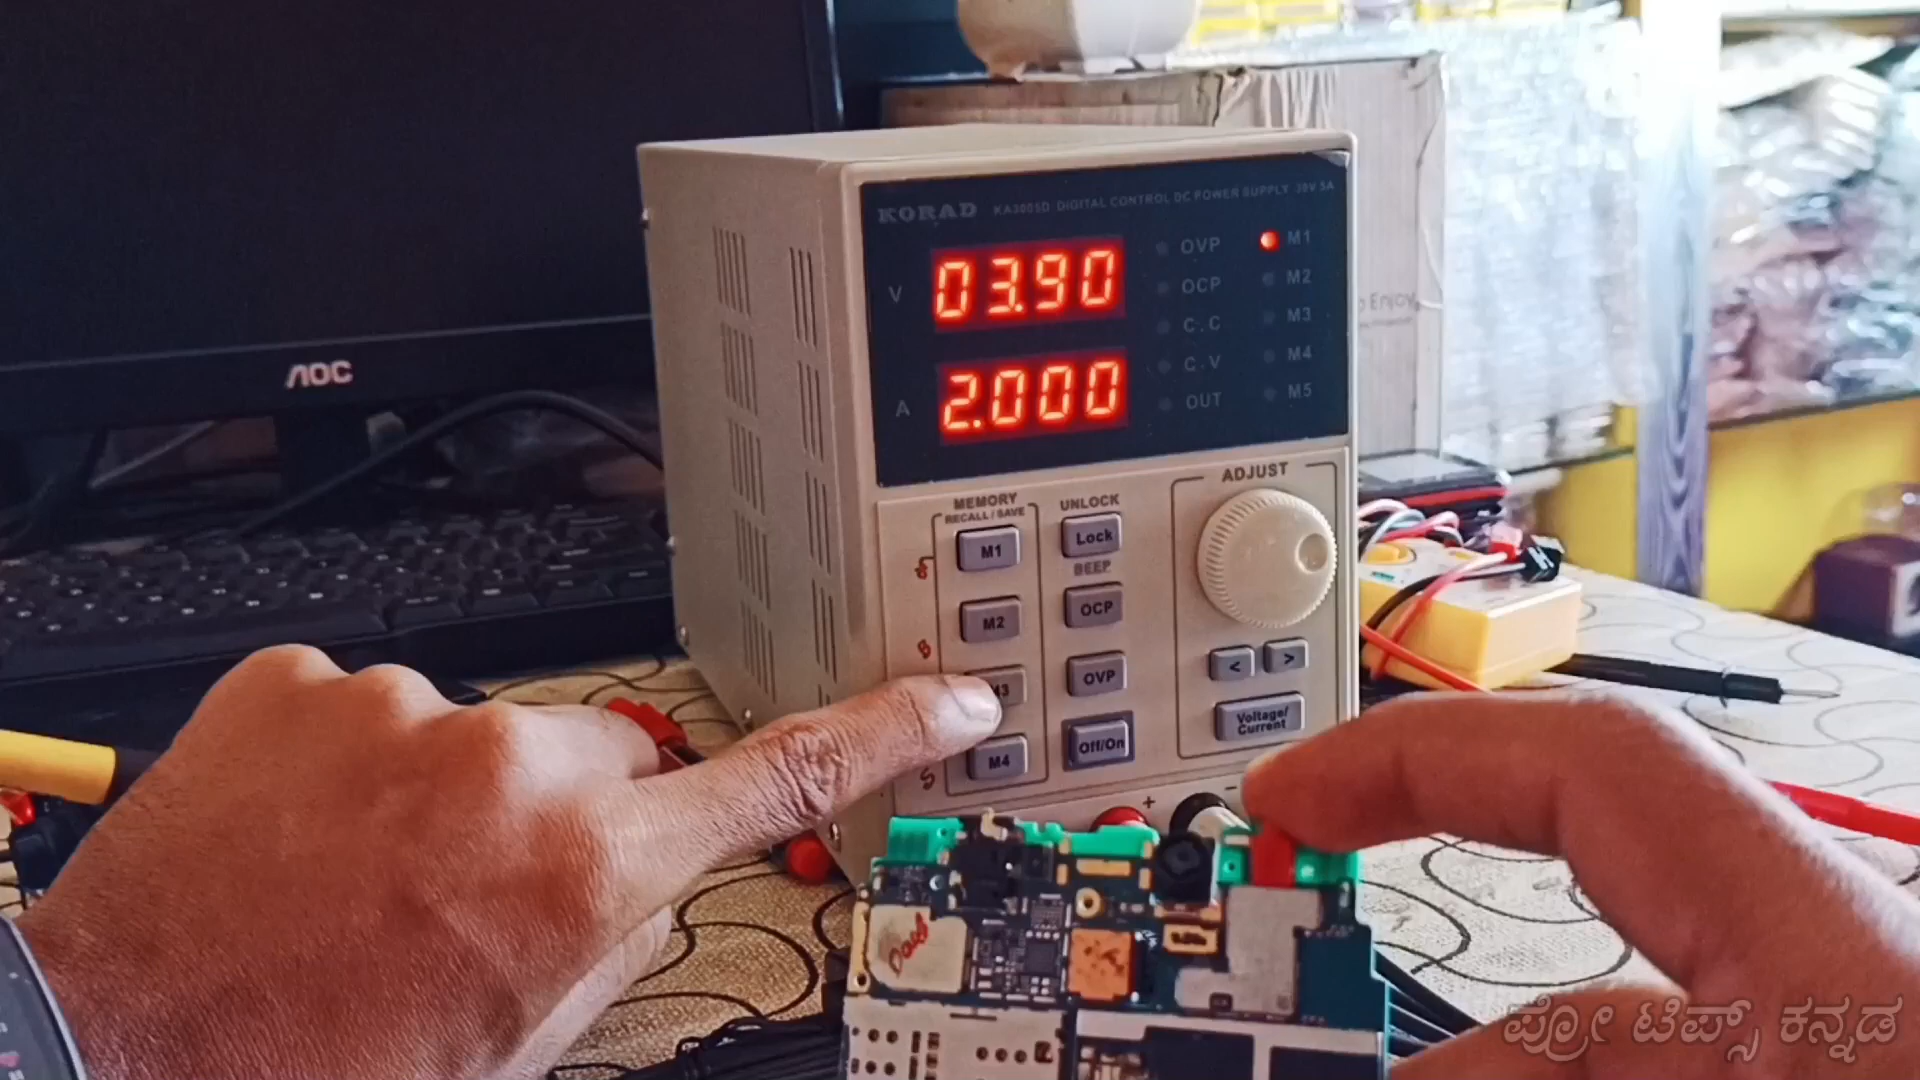 KORAD KA3005D DIGITAL CONTROL DC POWER SUPPLY 30V 5A
V 03.90
A 2.000
OVP M1
OCP M2
C.C M3
C.V M4
OUT M5
AOC
Enjoy
MEMORY
RECALL / SAVE
M1
M2
M3
M4
UNLOCK
Lock
BEEP
OCP
OVP
Off/On
ADJUST
< >
Voltage/
Current
+ -
ಪ್ರೋ ಟಿಪ್ಸ್ ಕನ್ನಡ